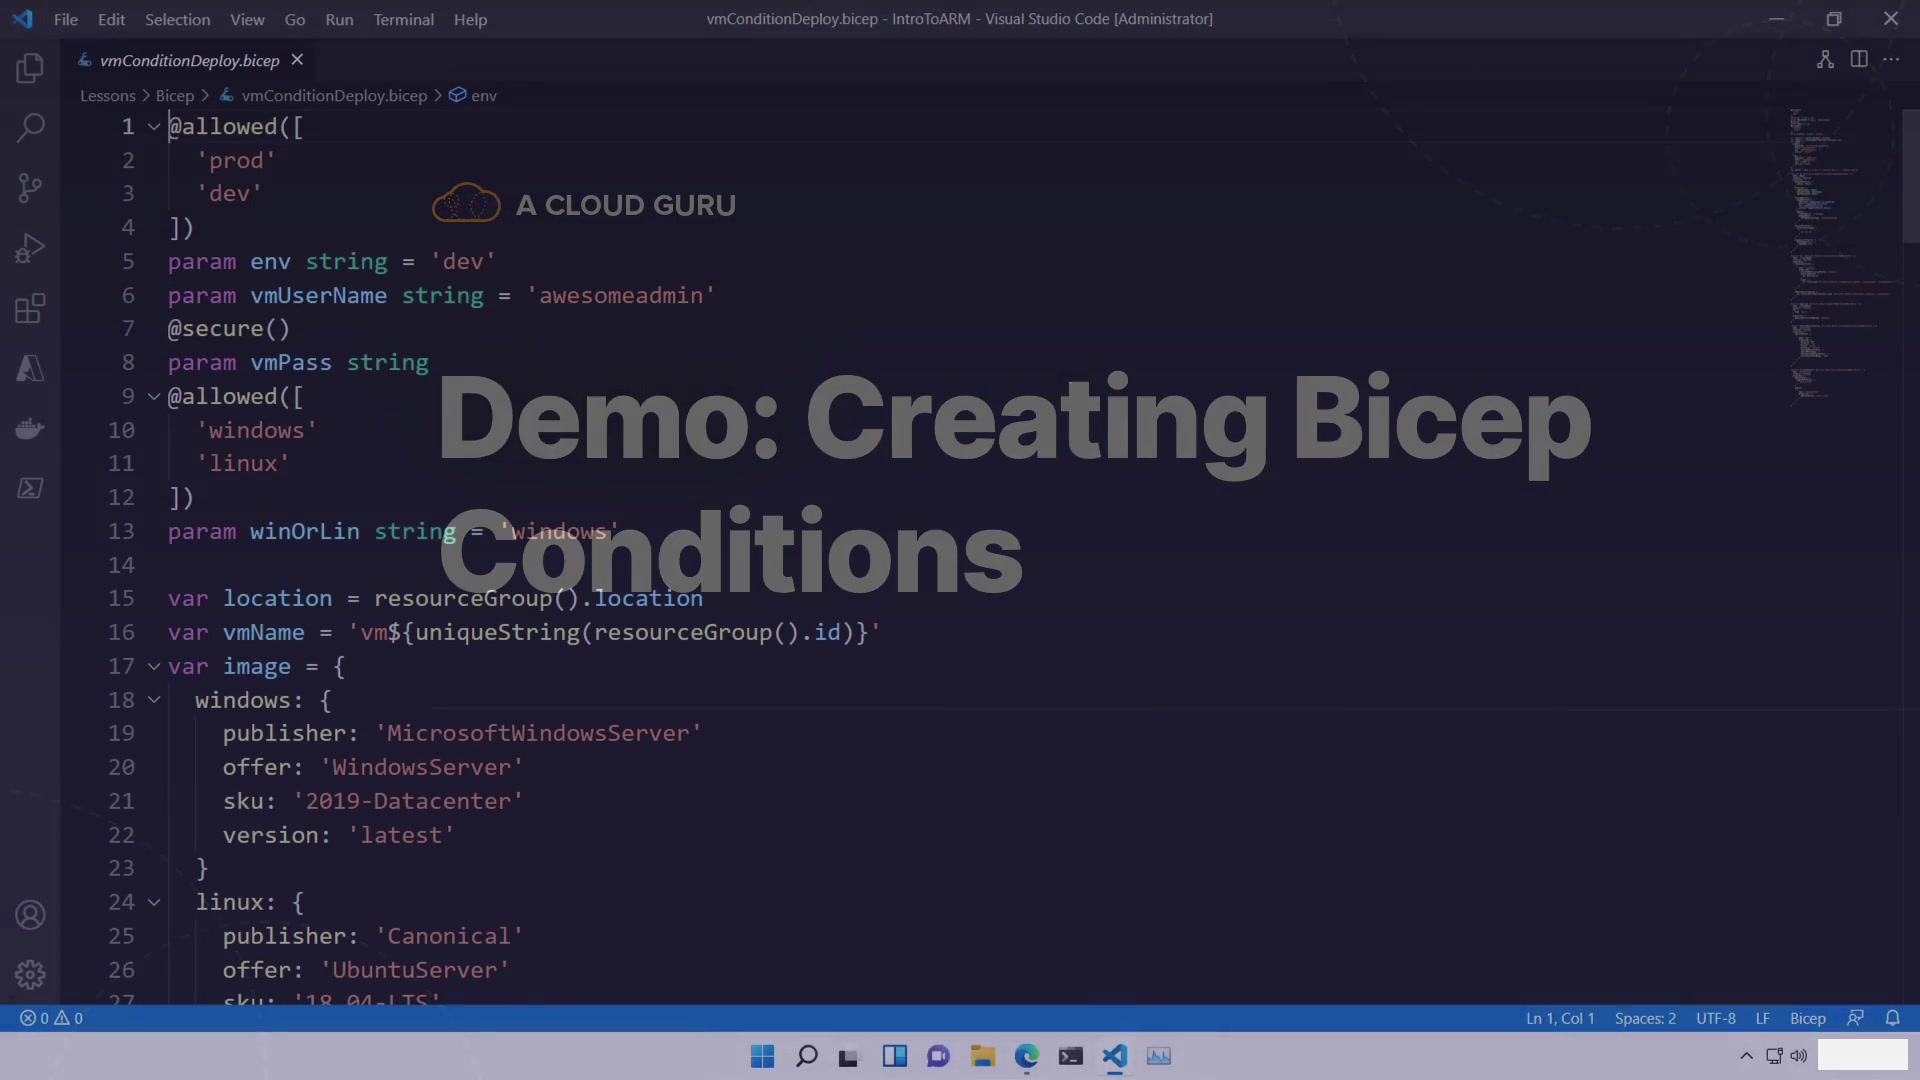 File Edit Selection View Go Run Terminal Help
vmConditionDeploy.bicep - IntroToARM - Visual Studio Code [Administrator]
vmConditionDeploy.bicep
Lessons > Bicep > vmConditionDeploy.bicep > env
1 @allowed([
2 'prod'
3 'dev'
4 ])
5 param env string = 'dev'
6 param vmUserName string = 'awesomeadmin'
7 @secure()
8 param vmPass string
9 @allowed([
10 'windows'
11 'linux'
12 ])
13 param winOrLin string = 'windows'
14
15 var location = resourceGroup().location
16 var vmName = 'vm${uniqueString(resourceGroup().id)}'
17 var image = {
18 windows: {
19 publisher: 'MicrosoftWindowsServer'
20 offer: 'WindowsServer'
21 sku: '2019-Datacenter'
22 version: 'latest'
23 }
24 linux: {
25 publisher: 'Canonical'
26 offer: 'UbuntuServer'
27 sku: '18_04-LTS'
A CLOUD GURU
Demo: Creating Bicep
Conditions
0 0
Ln 1, Col 1 Spaces: 2 UTF-8 LF Bicep